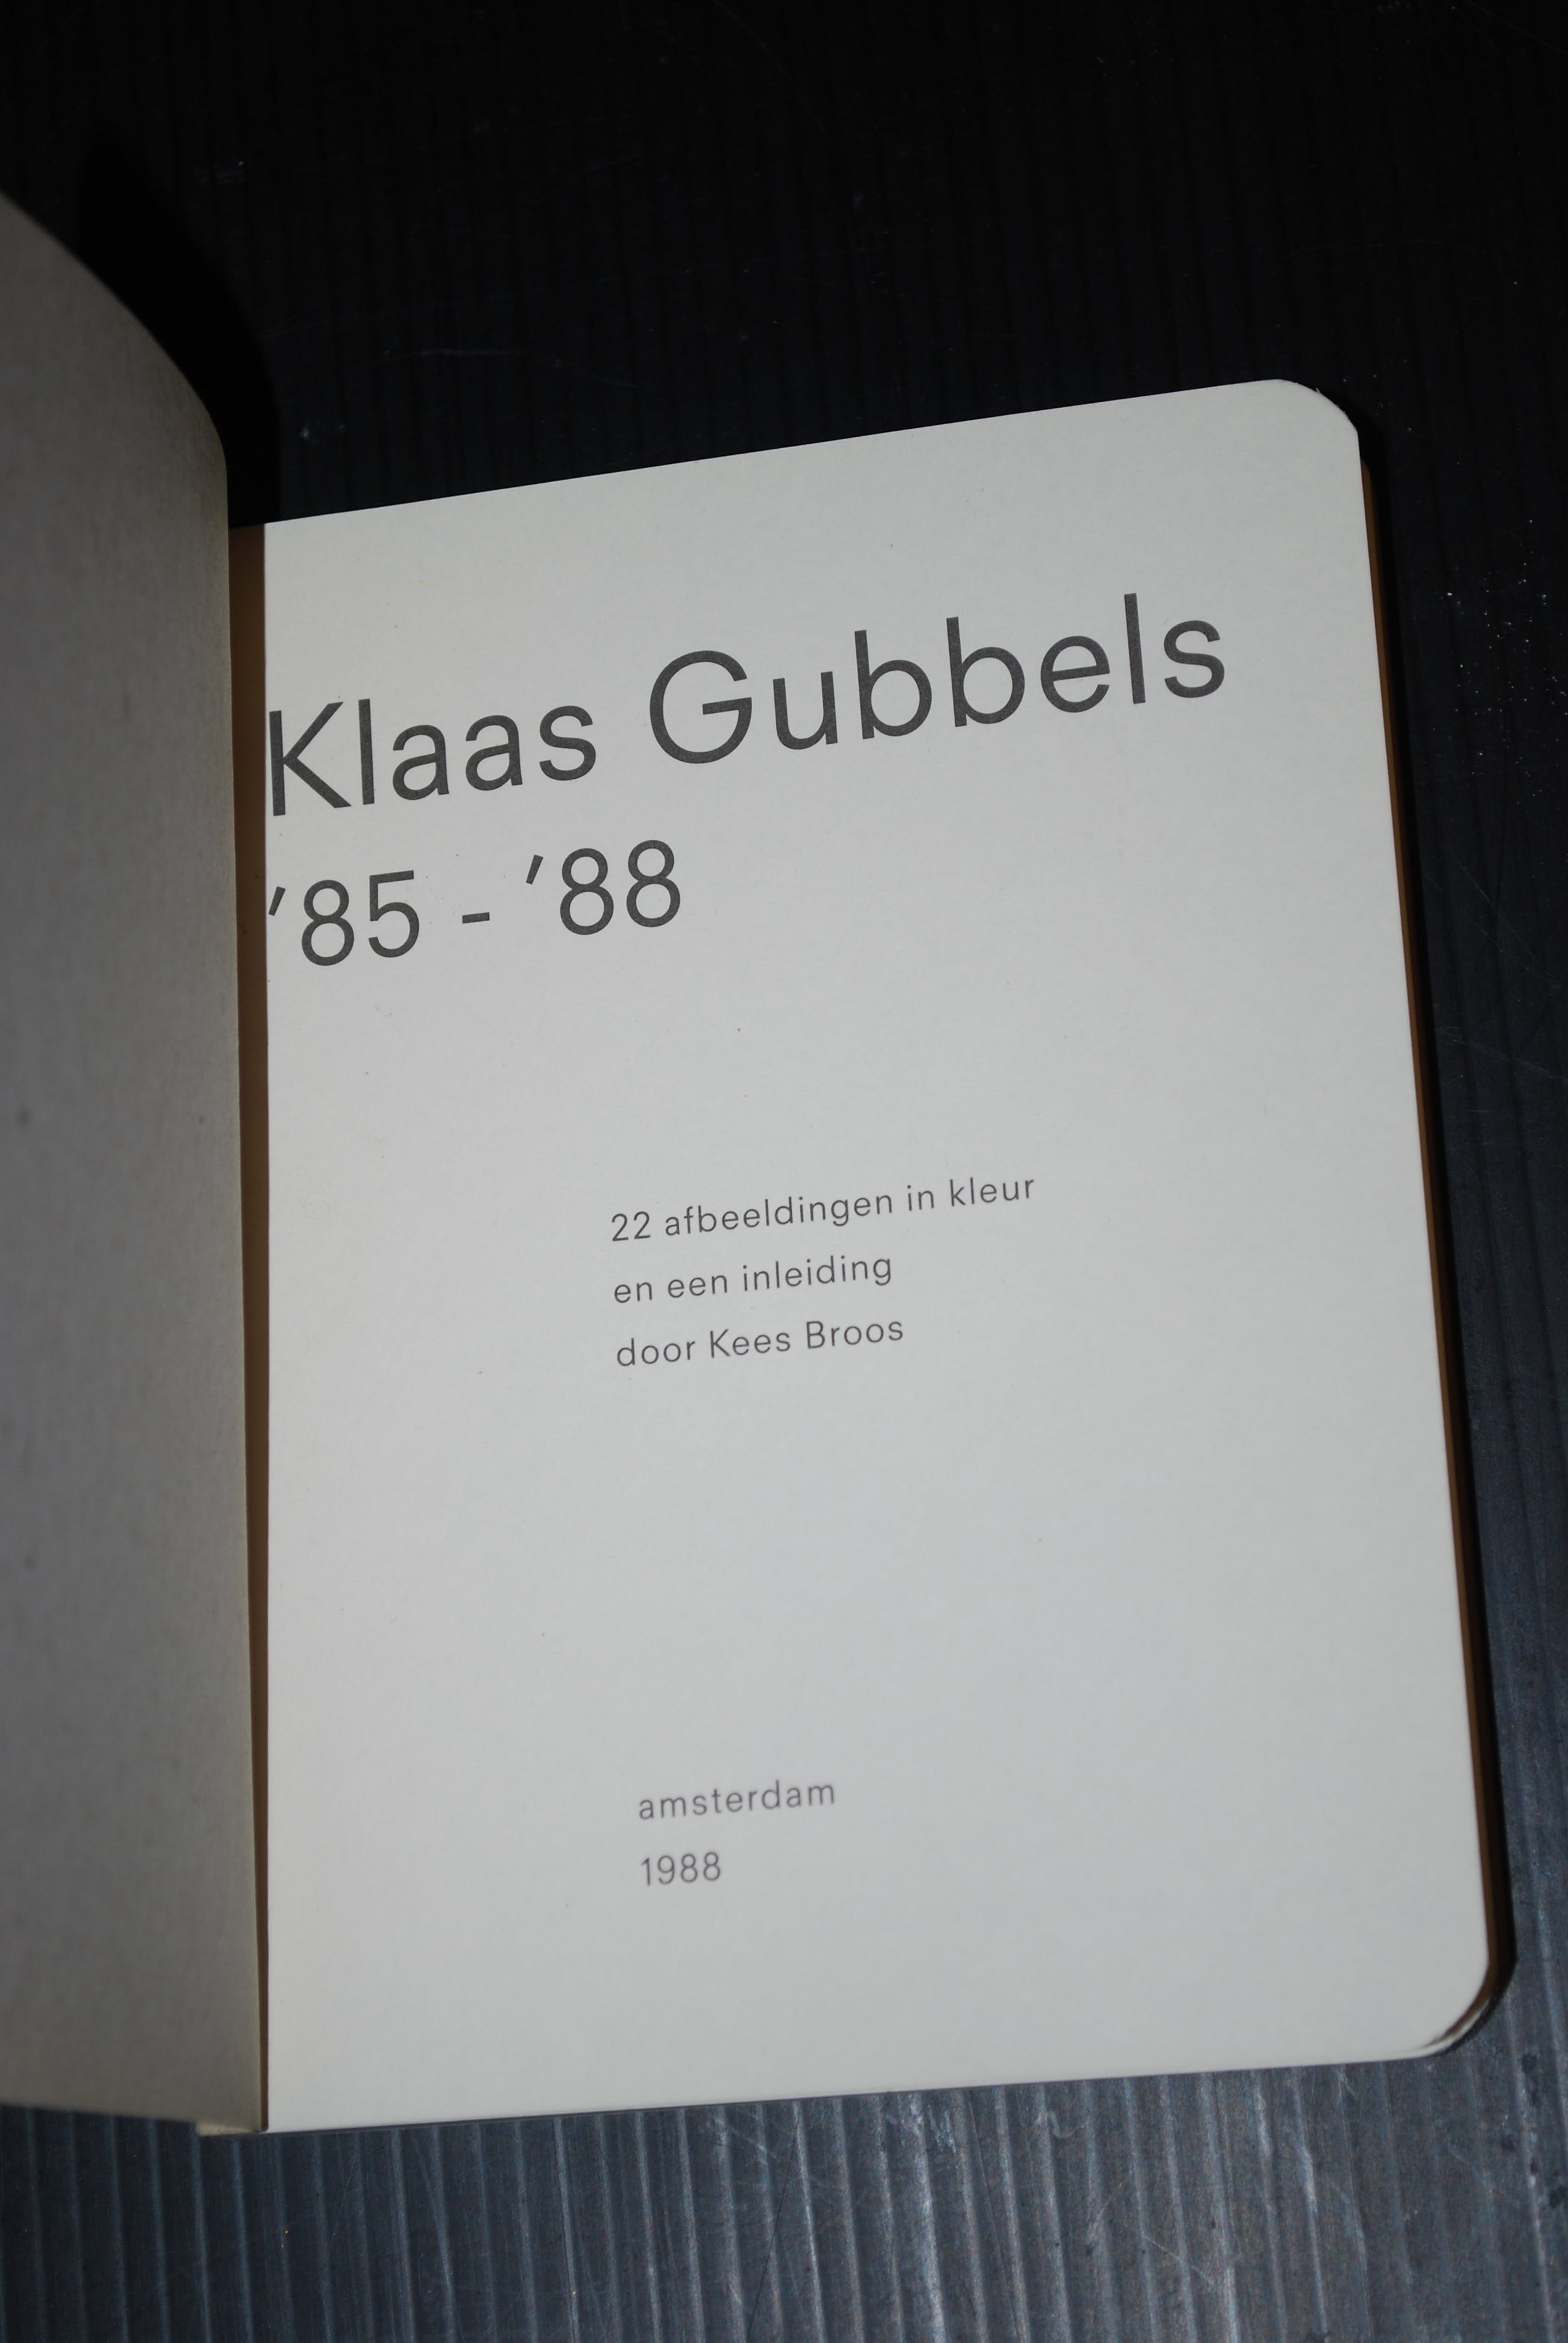 Klaas Gubbels
'85 - '88
22 afbeeldingen in kleur
en een inleiding
door Kees Broos
amsterdam
1988